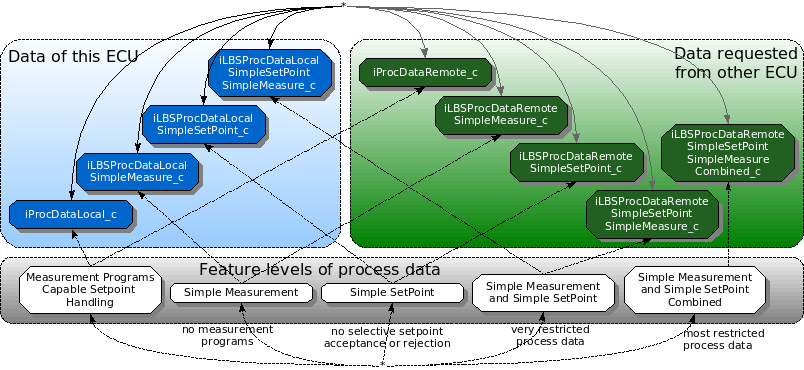 *
Data of this ECU
iLBSProcDataLocal
SimpleSetPoint
SimpleMeasure_c
iLBSProcDataLocal
SimpleSetPoint_c
iLBSProcDataLocal
SimpleMeasure_c
iProcDataLocal_c
Data requested
from other ECU
iProcDataRemote_c
iLBSProcDataRemote
SimpleMeasure_c
iLBSProcDataRemote
SimpleSetPoint_c
iLBSProcDataRemote
SimpleSetPoint
SimpleMeasure
Combined_c
iLBSProcDataRemote
SimpleSetPoint
SimpleMeasure_c
Feature levels of process data
Measurement Programs
Capable Setpoint
Handling
Simple Measurement
Simple SetPoint
Simple Measurement
and Simple SetPoint
Simple Measurement
and Simple SetPoint
Combined
no measurement
programs
no selective setpoint
acceptance or rejection
very restricted
process data
most restricted
process data
*